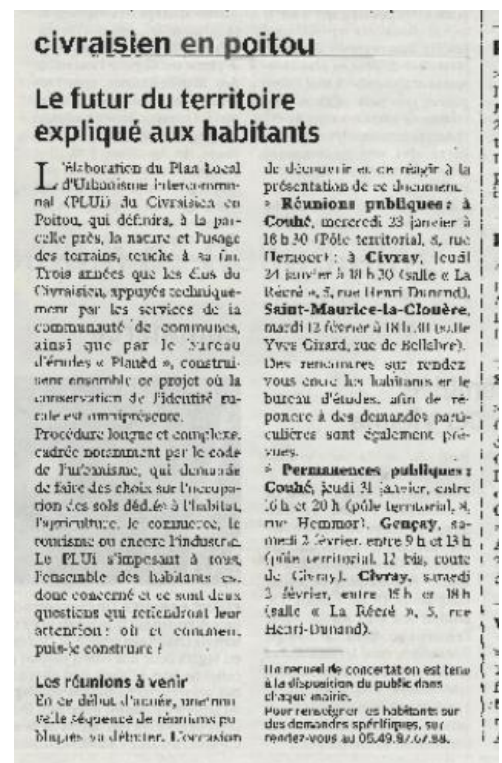 civraisien en poitou
Le futur du territoire
expliqué aux habitants
L'élaboration du Plan Local
d'Urbanisme intercommu-
nal (PLUi) du Civraisien en
Poitou, qui définira, à la par-
celle près, la nature et l'usage
des terrains, touche à sa fin.
Trois années que les élus du
Civraisien, appuyés technique-
ment par les services de la
communauté de communes,
ainsi que par le bureau
d'études « Planèd », construi-
sent ensemble ce projet où la
conservation de l'identité ru-
rale est omniprésente.
Procédure longue et complexe,
cadrée notamment par le code
de l'urbanisme, qui demande
de faire des choix sur l'occupa-
tion des sols dédiés à l'habitat,
l'agriculture, le commerce, le
tourisme ou encore l'industrie.
Le PLUi s'imposant à tous,
l'ensemble des habitants est
donc concerné et ce sont deux
questions qui retiendront leur
attention : où et comment
puis-je construire ?
Les réunions à venir
En ce début d'année, une nou-
velle séquence de réunions pu-
bliques va débuter. L'occasion
de découvrir et de réagir à la
présentation de ce document.
> Réunions publiques : à
Couhé, mercredi 23 janvier à
18 h 30 (Pôle territorial, 8, rue
Hemmer) ; à Civray, jeudi
24 janvier à 18 h 30 (salle « La
Récré », 5, rue Henri Dunand),
Saint-Maurice-la-Clouère,
mardi 12 février à 18 h 30 (salle
Yves Girard, rue de Bellabre).
Des rencontres sur rendez-
vous entre les habitants et le
bureau d'études, afin de ré-
pondre à des demandes parti-
culières sont également pré-
vues.
> Permanences publiques :
Couhé, jeudi 31 janvier, entre
16 h et 20 h (pôle territorial, 8,
rue Hemmer). Gençay, sa-
medi 2 février, entre 9 h et 13 h
(pôle territorial, 12 bis, route
de Civray). Civray, samedi
2 février, entre 15 h et 18 h
(salle « La Récré », 5, rue
Henri-Dunand).
Un recueil de concertation est tenu
à la disposition du public dans
chaque mairie.
Pour renseigner les habitants sur
des demandes spécifiques, sur
rendez-vous au 05.49.87.67.88.